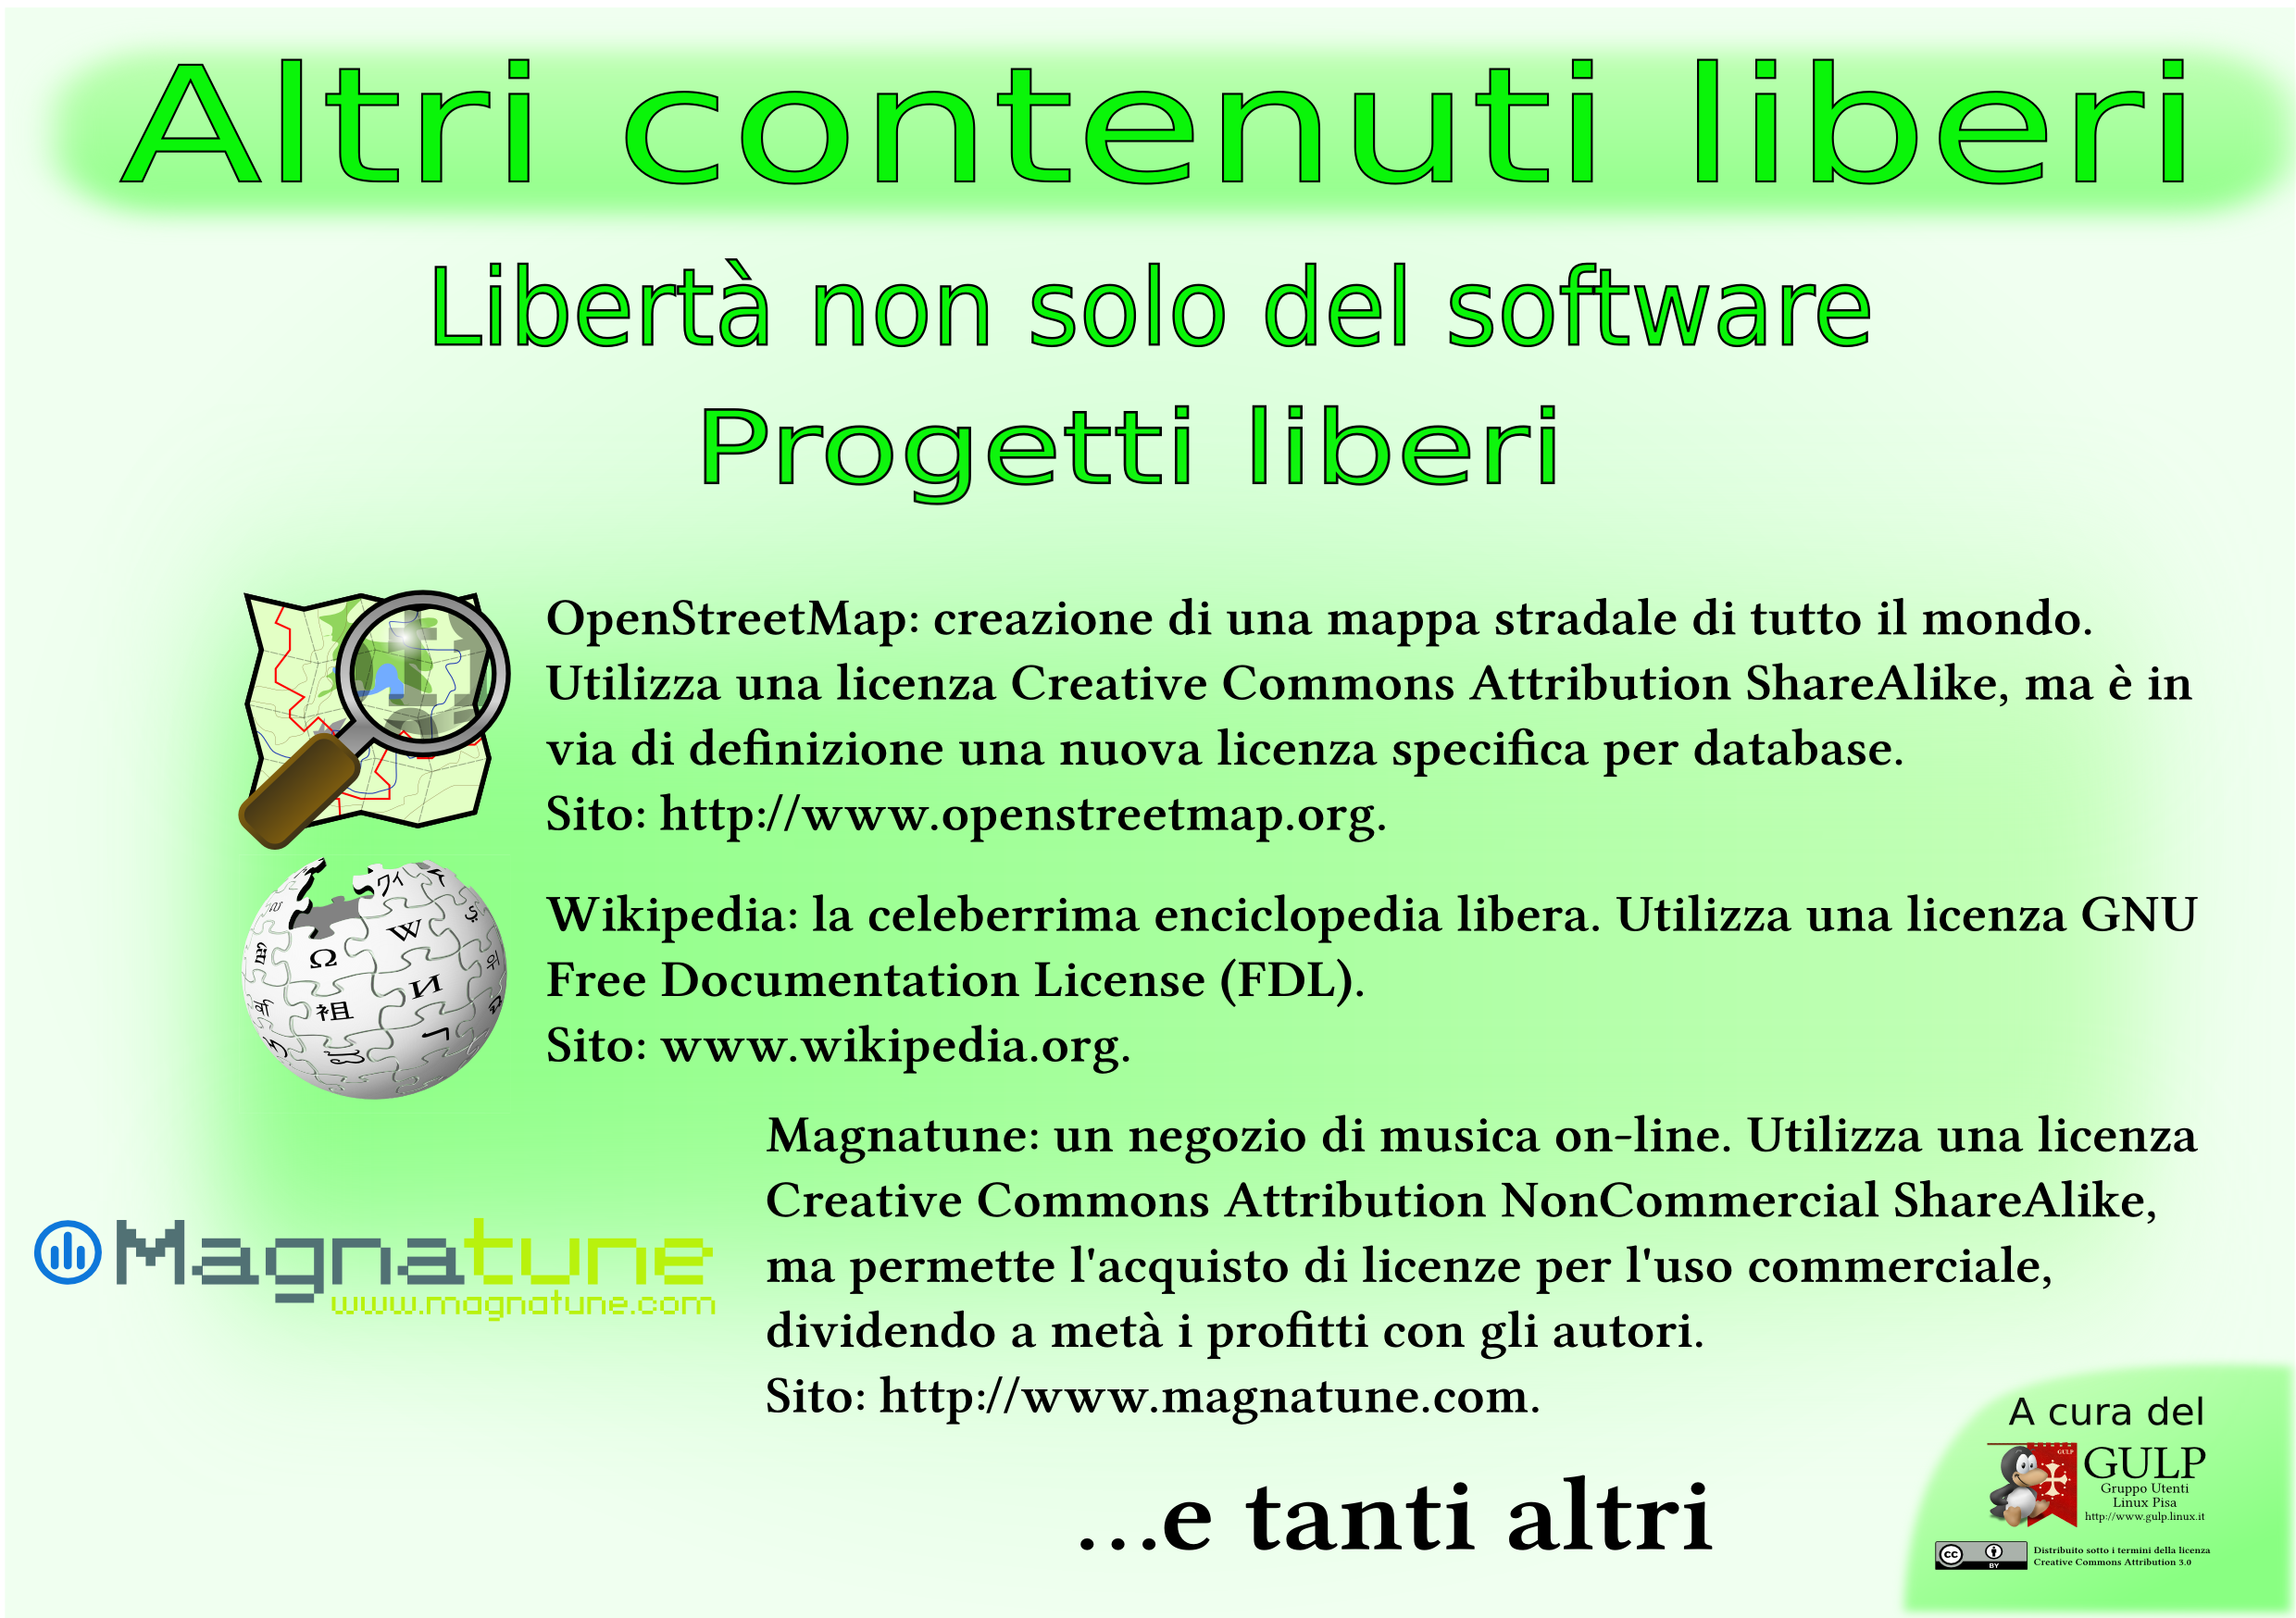 Altri contenuti liberi
Libertà non solo del software
Progetti liberi
OpenStreetMap: creazione di una mappa stradale di tutto il mondo.
Utilizza una licenza Creative Commons Attribution ShareAlike, ma è in
via di definizione una nuova licenza specifica per database.
Sito: http://www.openstreetmap.org.
Wikipedia: la celeberrima enciclopedia libera. Utilizza una licenza GNU
Free Documentation License (FDL).
Sito: www.wikipedia.org.
Ω W И 祖
Magnatune: un negozio di musica on-line. Utilizza una licenza
Creative Commons Attribution NonCommercial ShareAlike,
ma permette l'acquisto di licenze per l'uso commerciale,
dividendo a metà i profitti con gli autori.
Sito: http://www.magnatune.com.
Magnatune
www.magnatune.com
...e tanti altri
A cura del
GULP
GULP
Gruppo Utenti
Linux Pisa
http://www.gulp.linux.it
cc BY
Distribuito sotto i termini della licenza
Creative Commons Attribution 3.0